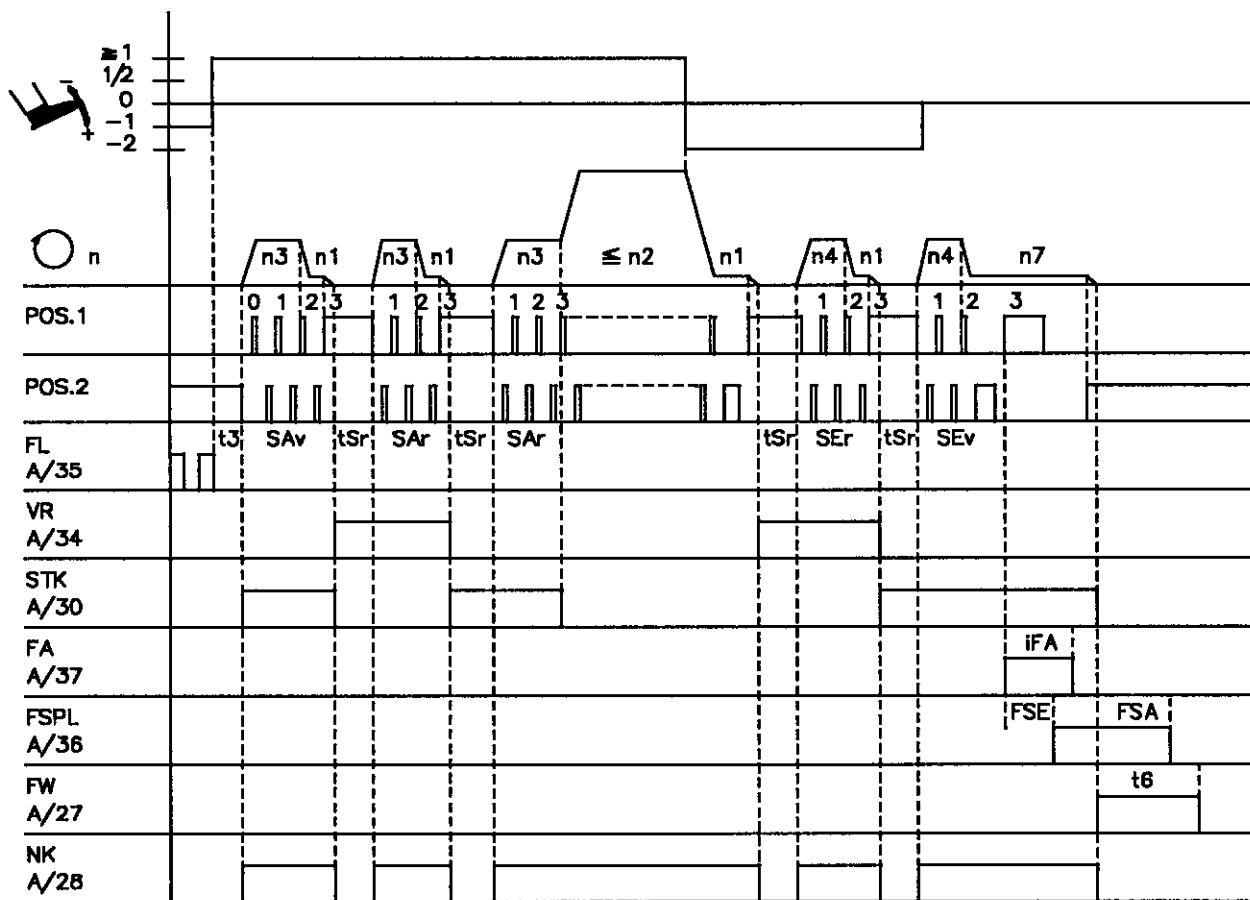 ≧1
1/2
0
-1
-2
-
+
n
n3 n1 n3 n1 n3 ≦ n2 n1 n4 n1 n4 n7
POS.1
0 1 2 3 1 2 3 1 2 3 1 2 3 1 2 3
POS.2
FL
A/35
t3 SAv tSr SAr tSr SAr tSr SEr tSr SEv
VR
A/34
STK
A/30
FA
A/37
iFA
FSPL
A/36
FSE FSA
FW
A/27
t6
NK
A/28